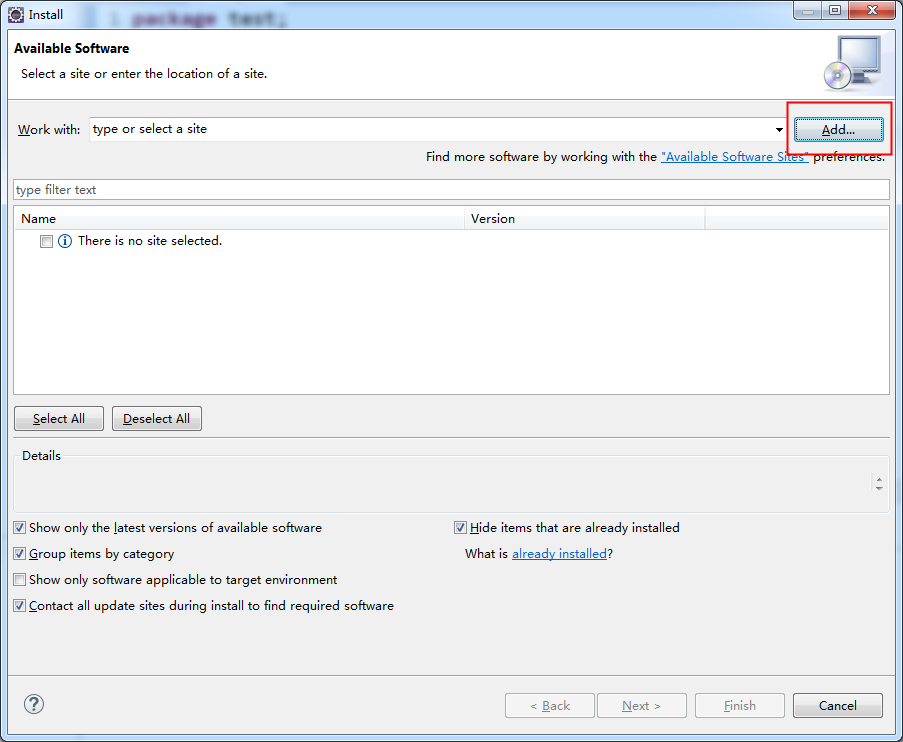 Install
1 package test;
Available Software
Select a site or enter the location of a site.
Work with: type or select a site Add...
Find more software by working with the "Available Software Sites" preferences.
type filter text
Name Version
There is no site selected.
Select All Deselect All
Details
Show only the latest versions of available software Hide items that are already installed
Group items by category What is already installed?
Show only software applicable to target environment
Contact all update sites during install to find required software
? < Back Next > Finish Cancel